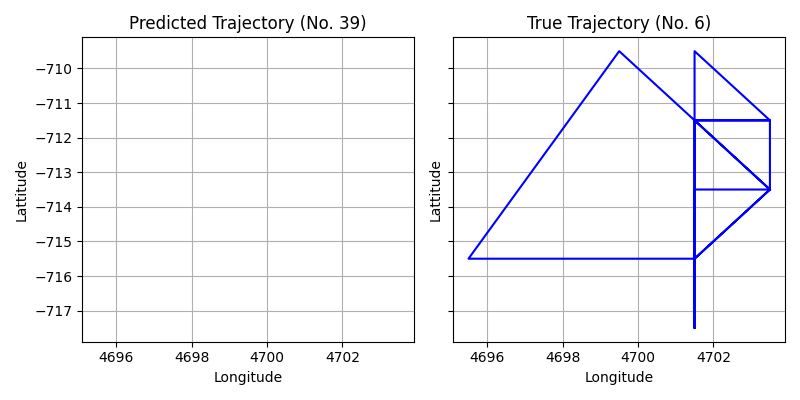 Predicted Trajectory (No. 39)
True Trajectory (No. 6)
−710
−711
−712
−713
−714
−715
−716
−717
Lattitude
Lattitude
4696 4698 4700 4702
4696 4698 4700 4702
Longitude
Longitude